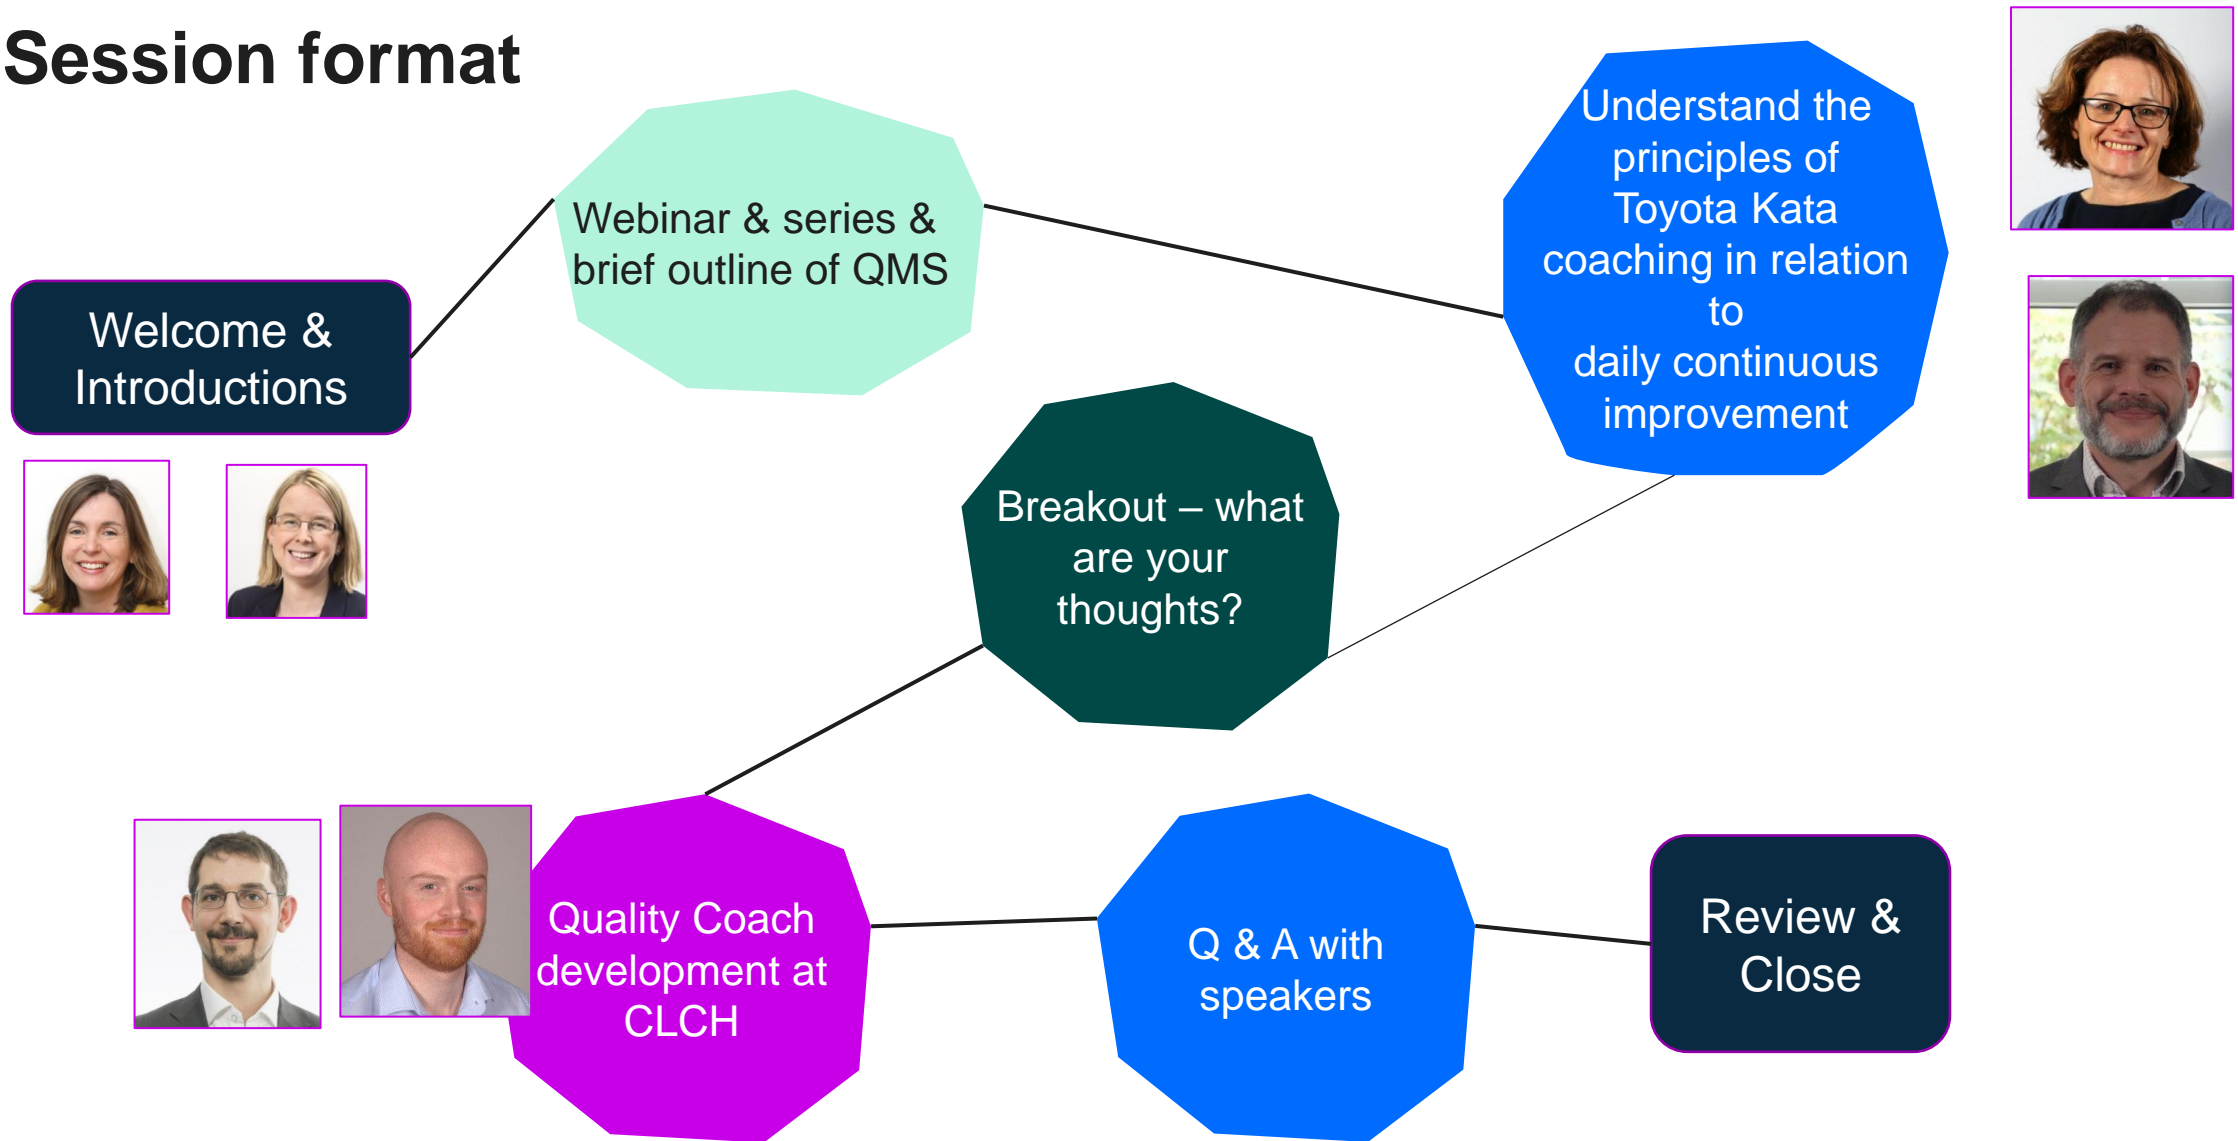 Session format
Welcome &
Introductions
Webinar & series &
brief outline of QMS
Understand the
principles of
Toyota Kata
coaching in relation
to
daily continuous
improvement
Breakout – what
are your
thoughts?
Quality Coach
development at
CLCH
Q & A with
speakers
Review &
Close